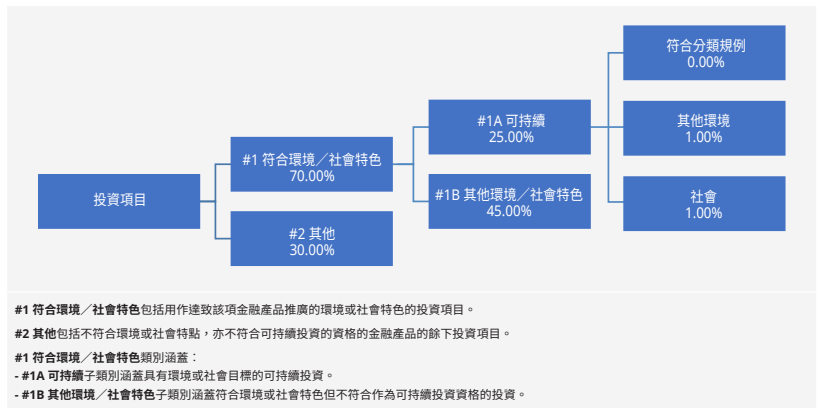 投資項目
#1 符合環境／社會特色
70.00%
#2 其他
30.00%
#1A 可持續
25.00%
#1B 其他環境／社會特色
45.00%
符合分類規例
0.00%
其他環境
1.00%
社會
1.00%
#1 符合環境／社會特色包括用作達致該項金融產品推廣的環境或社會特色的投資項目。
#2 其他包括不符合環境或社會特點，亦不符合可持續投資的資格的金融產品的餘下投資項目。
#1 符合環境／社會特色類別涵蓋：
- #1A 可持續子類別涵蓋具有環境或社會目標的可持續投資。
- #1B 其他環境／社會特色子類別涵蓋符合環境或社會特色但不符合作為可持續投資資格的投資。